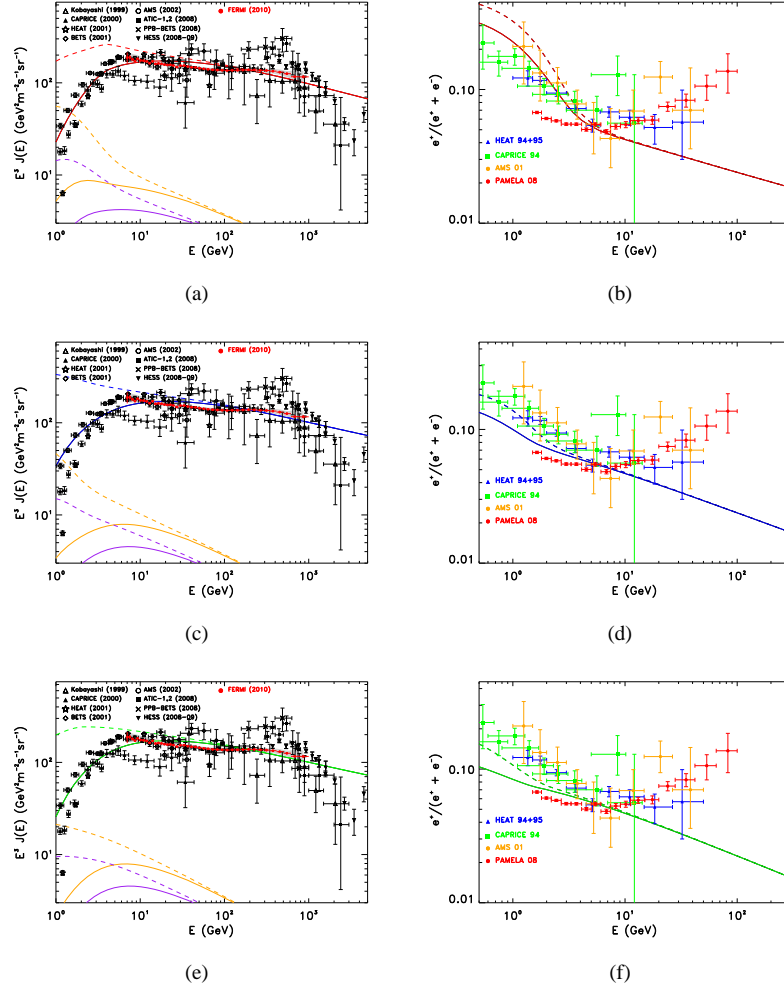 Kobayashi (1999)
CAPRICE (2000)
HEAT (2001)
BETS (2001)
AMS (2002)
ATIC-1,2 (2008)
PPB-BETS (2008)
HESS (2008-09)
FERMI (2010)
E³ J(E) (GeV²m⁻²s⁻¹sr⁻¹)
10³
10²
10¹
10⁰ 10¹ 10² 10³
E (GeV)
(a)
e⁺/(e⁺ + e⁻)
0.10
0.01
HEAT 94+95
CAPRICE 94
AMS 01
PAMELA 08
10⁰ 10¹ 10²
E (GeV)
(b)
Kobayashi (1999)
CAPRICE (2000)
HEAT (2001)
BETS (2001)
AMS (2002)
ATIC-1,2 (2008)
PPB-BETS (2008)
HESS (2008-09)
FERMI (2010)
E³ J(E) (GeV²m⁻²s⁻¹sr⁻¹)
10³
10²
10¹
10⁰ 10¹ 10² 10³
E (GeV)
(c)
e⁺/(e⁺ + e⁻)
0.10
0.01
HEAT 94+95
CAPRICE 94
AMS 01
PAMELA 08
10⁰ 10¹ 10²
E (GeV)
(d)
Kobayashi (1999)
CAPRICE (2000)
HEAT (2001)
BETS (2001)
AMS (2002)
ATIC-1,2 (2008)
PPB-BETS (2008)
HESS (2008-09)
FERMI (2010)
E³ J(E) (GeV²m⁻²s⁻¹sr⁻¹)
10³
10²
10¹
10⁰ 10¹ 10² 10³
E (GeV)
(e)
e⁺/(e⁺ + e⁻)
0.10
0.01
HEAT 94+95
CAPRICE 94
AMS 01
PAMELA 08
10⁰ 10¹ 10²
E (GeV)
(f)